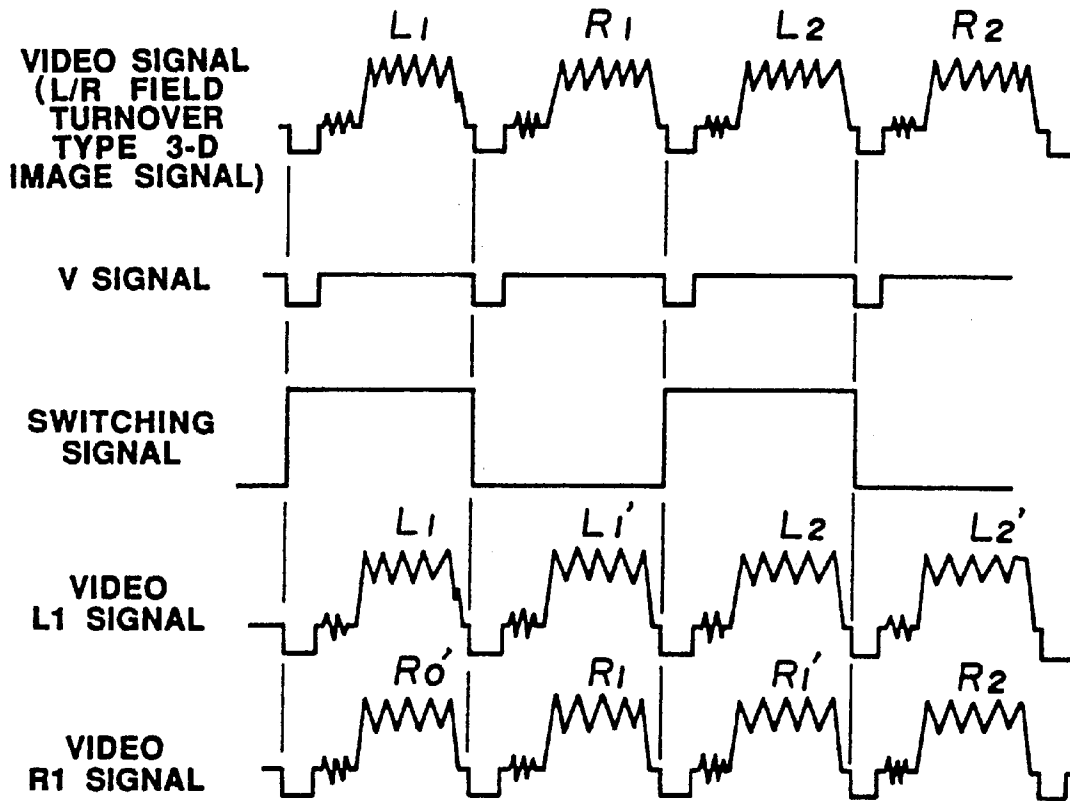 L1 R1 L2 R2
VIDEO SIGNAL
(L/R FIELD
TURNOVER
TYPE 3-D
IMAGE SIGNAL)
V SIGNAL
SWITCHING
SIGNAL
L1 L1' L2 L2'
VIDEO
L1 SIGNAL
R0' R1 R1' R2
VIDEO
R1 SIGNAL